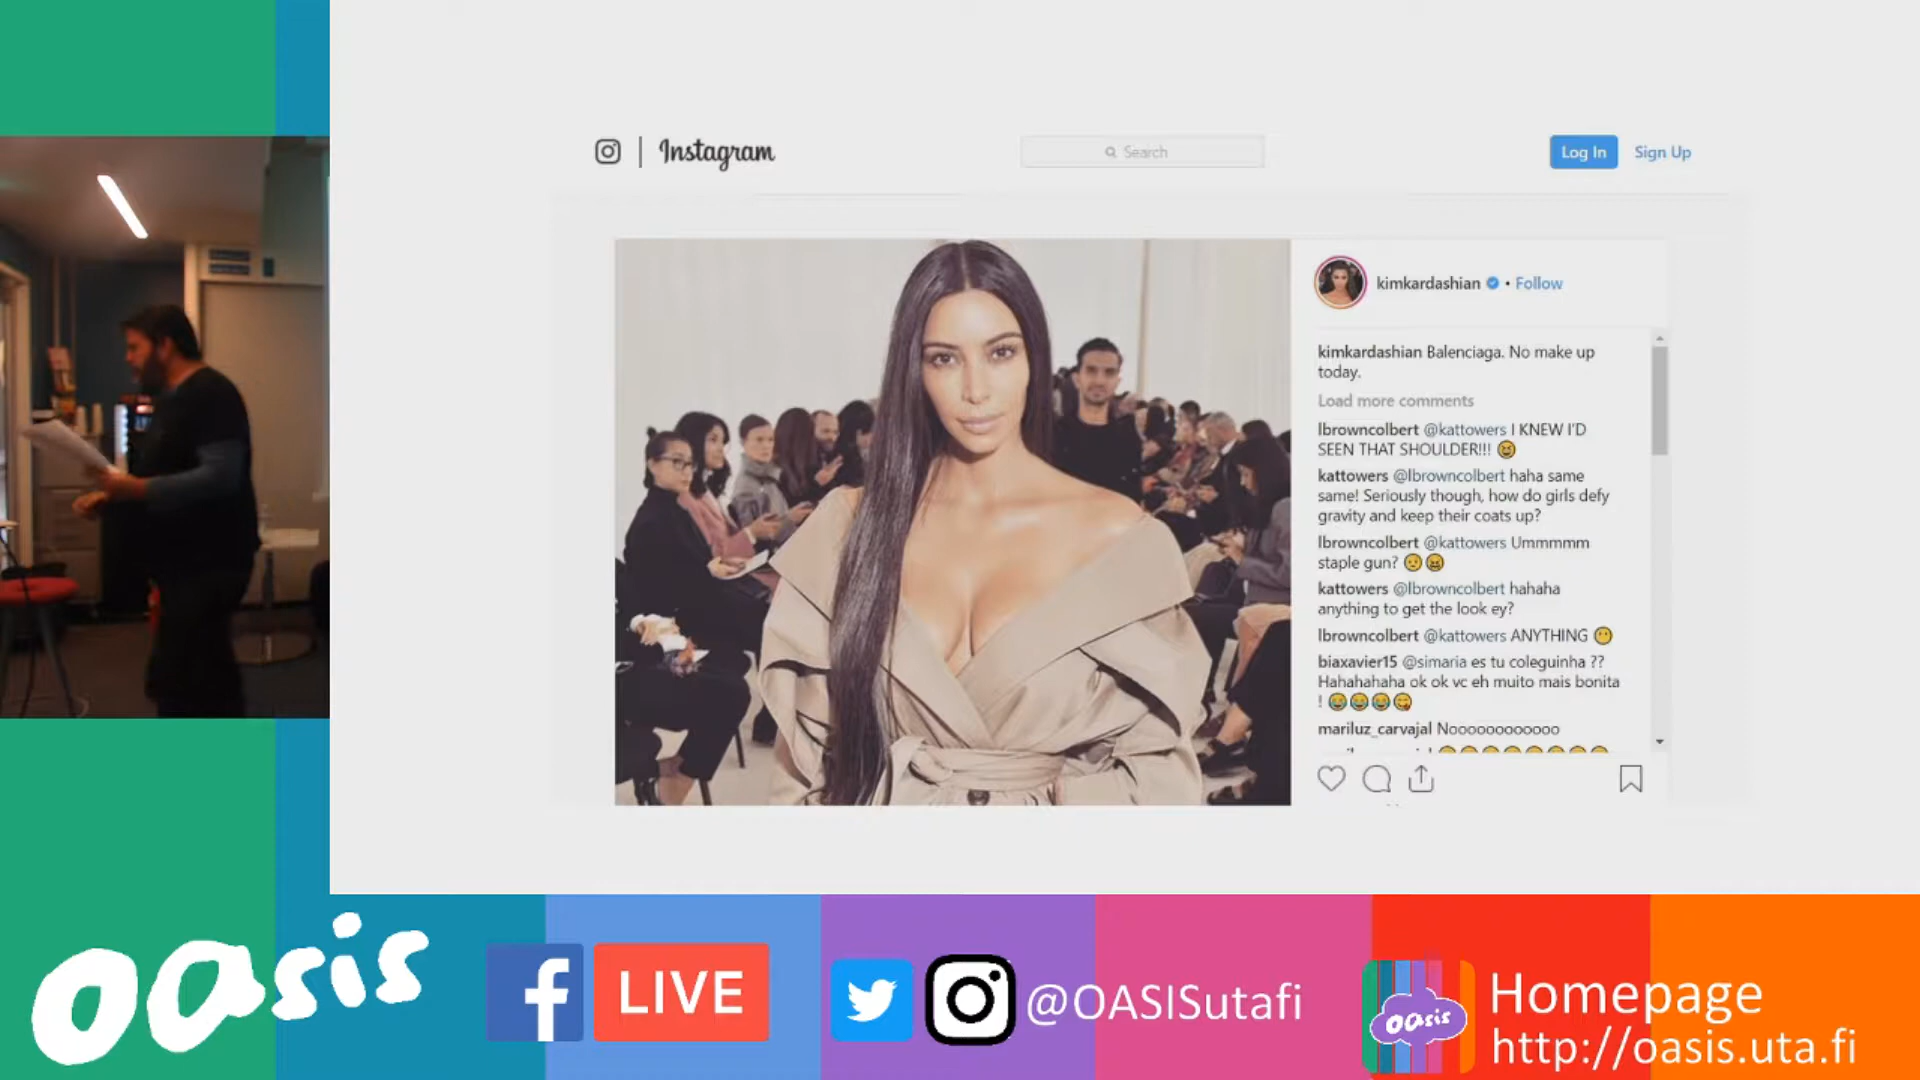 Instagram
Search
Log In
Sign Up
kimkardashian • Follow
kimkardashian Balenciaga. No make up
today.
Load more comments
lbrowncolbert @kattowers I KNEW I'D
SEEN THAT SHOULDER!!! 😆
kattowers @lbrowncolbert haha same
same! Seriously though, how do girls defy
gravity and keep their coats up?
lbrowncolbert @kattowers Ummmmm
staple gun? 😟😝
kattowers @lbrowncolbert hahaha
anything to get the look ey?
lbrowncolbert @kattowers ANYTHING 😶
biaxavier15 @simaria es tu coleguinha ??
Hahahahaha ok ok vc eh muito mais bonita
! 😂😂😂😋
mariluz_carvajal Nooooooooooo
oasis
f LIVE
@OASISutafi
oasis
Homepage
http://oasis.uta.fi